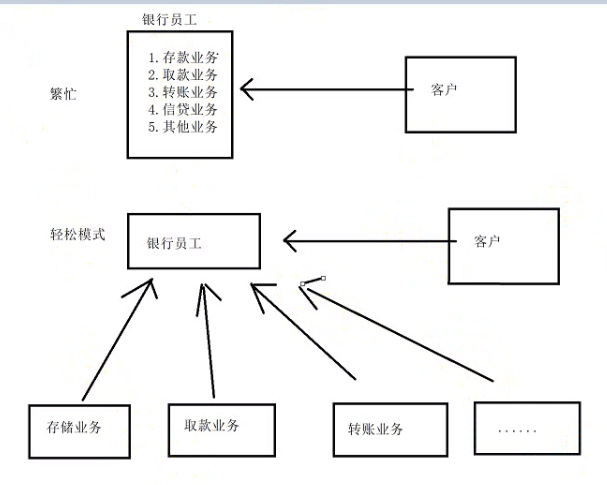 银行员工
1.存款业务
2.取款业务
3.转账业务
4.信贷业务
5.其他业务
繁忙
客户
轻松模式
银行员工
客户
存储业务
取款业务
转账业务
......